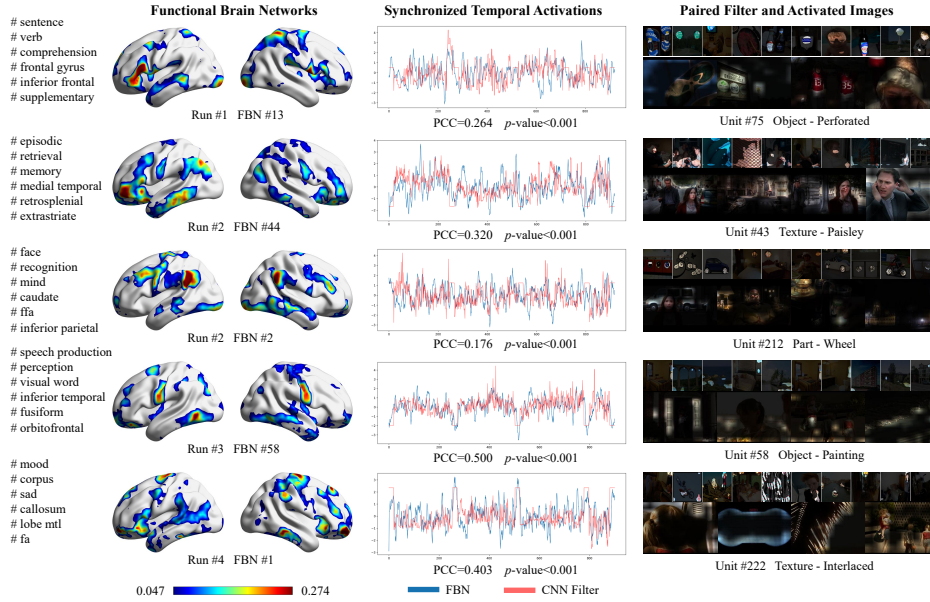 Functional Brain Networks
Synchronized Temporal Activations
Paired Filter and Activated Images
# sentence
# verb
# comprehension
# frontal gyrus
# inferior frontal
# supplementary
Run #1 FBN #13
PCC=0.264 p-value<0.001
Unit #75 Object - Perforated
# episodic
# retrieval
# memory
# medial temporal
# retrosplenial
# extrastriate
Run #2 FBN #44
PCC=0.320 p-value<0.001
Unit #43 Texture - Paisley
# face
# recognition
# mind
# caudate
# ffa
# inferior parietal
Run #2 FBN #2
PCC=0.176 p-value<0.001
Unit #212 Part - Wheel
# speech production
# perception
# visual word
# inferior temporal
# fusiform
# orbitofrontal
Run #3 FBN #58
PCC=0.500 p-value<0.001
Unit #58 Object - Painting
# mood
# corpus
# sad
# callosum
# lobe mtl
# fa
Run #4 FBN #1
PCC=0.403 p-value<0.001
Unit #222 Texture - Interlaced
0.047
0.274
FBN
CNN Filter